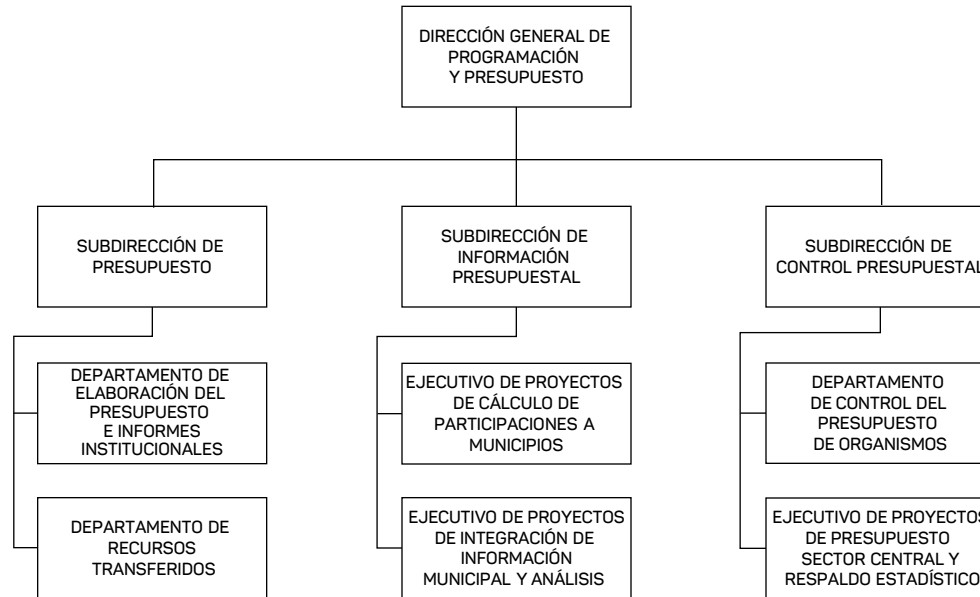 DIRECCIÓN GENERAL DE
PROGRAMACIÓN
Y PRESUPUESTO
SUBDIRECCIÓN DE
PRESUPUESTO
SUBDIRECCIÓN DE
INFORMACIÓN
PRESUPUESTAL
SUBDIRECCIÓN DE
CONTROL PRESUPUESTAL
DEPARTAMENTO DE
ELABORACIÓN DEL
PRESUPUESTO
E INFORMES
INSTITUCIONALES
EJECUTIVO DE PROYECTOS
DE CÁLCULO DE
PARTICIPACIONES A
MUNICIPIOS
DEPARTAMENTO
DE CONTROL DEL
PRESUPUESTO
DE ORGANISMOS
DEPARTAMENTO DE
RECURSOS
TRANSFERIDOS
EJECUTIVO DE PROYECTOS
DE INTEGRACIÓN DE
INFORMACIÓN
MUNICIPAL Y ANÁLISIS
EJECUTIVO DE PROYECTOS
DE PRESUPUESTO
SECTOR CENTRAL Y
RESPALDO ESTADÍSTICO